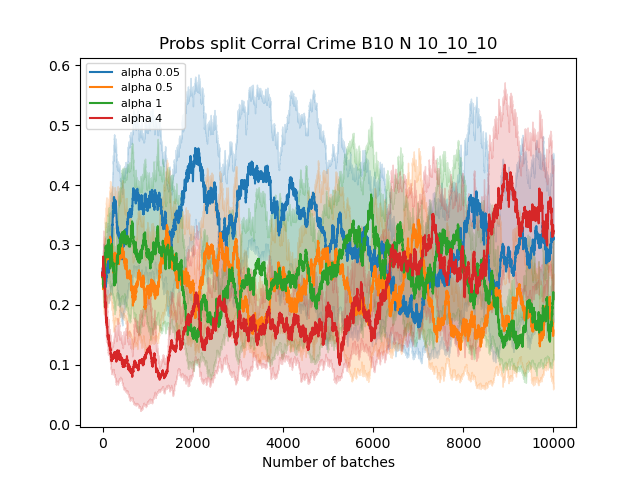 Probs split Corral Crime B10 N 10_10_10
alpha 0.05
alpha 0.5
alpha 1
alpha 4
0.6
0.5
0.4
0.3
0.2
0.1
0.0
0 2000 4000 6000 8000 10000
Number of batches